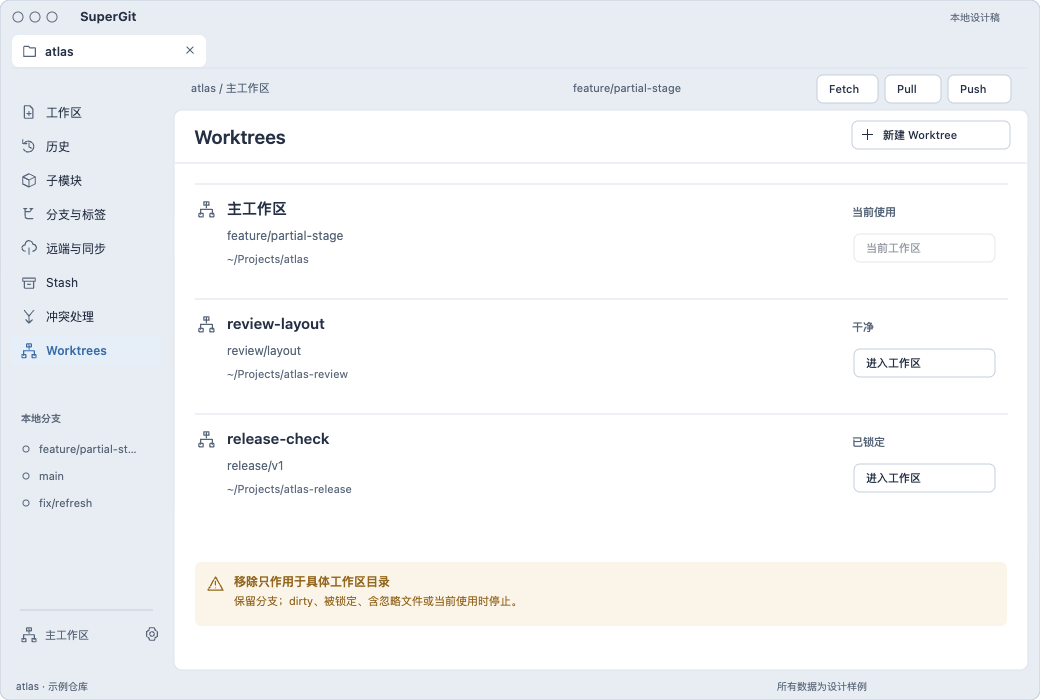 SuperGit
本地设计稿
atlas
atlas / 主工作区
feature/partial-stage
Fetch
Pull
Push
工作区
历史
子模块
分支与标签
远端与同步
Stash
冲突处理
Worktrees
本地分支
feature/partial-st...
main
fix/refresh
主工作区
Worktrees
新建 Worktree
主工作区
feature/partial-stage
~/Projects/atlas
当前使用
当前工作区
review-layout
review/layout
~/Projects/atlas-review
干净
进入工作区
release-check
release/v1
~/Projects/atlas-release
已锁定
进入工作区
移除只作用于具体工作区目录
保留分支；dirty、被锁定、含忽略文件或当前使用时停止。
atlas · 示例仓库
所有数据为设计样例